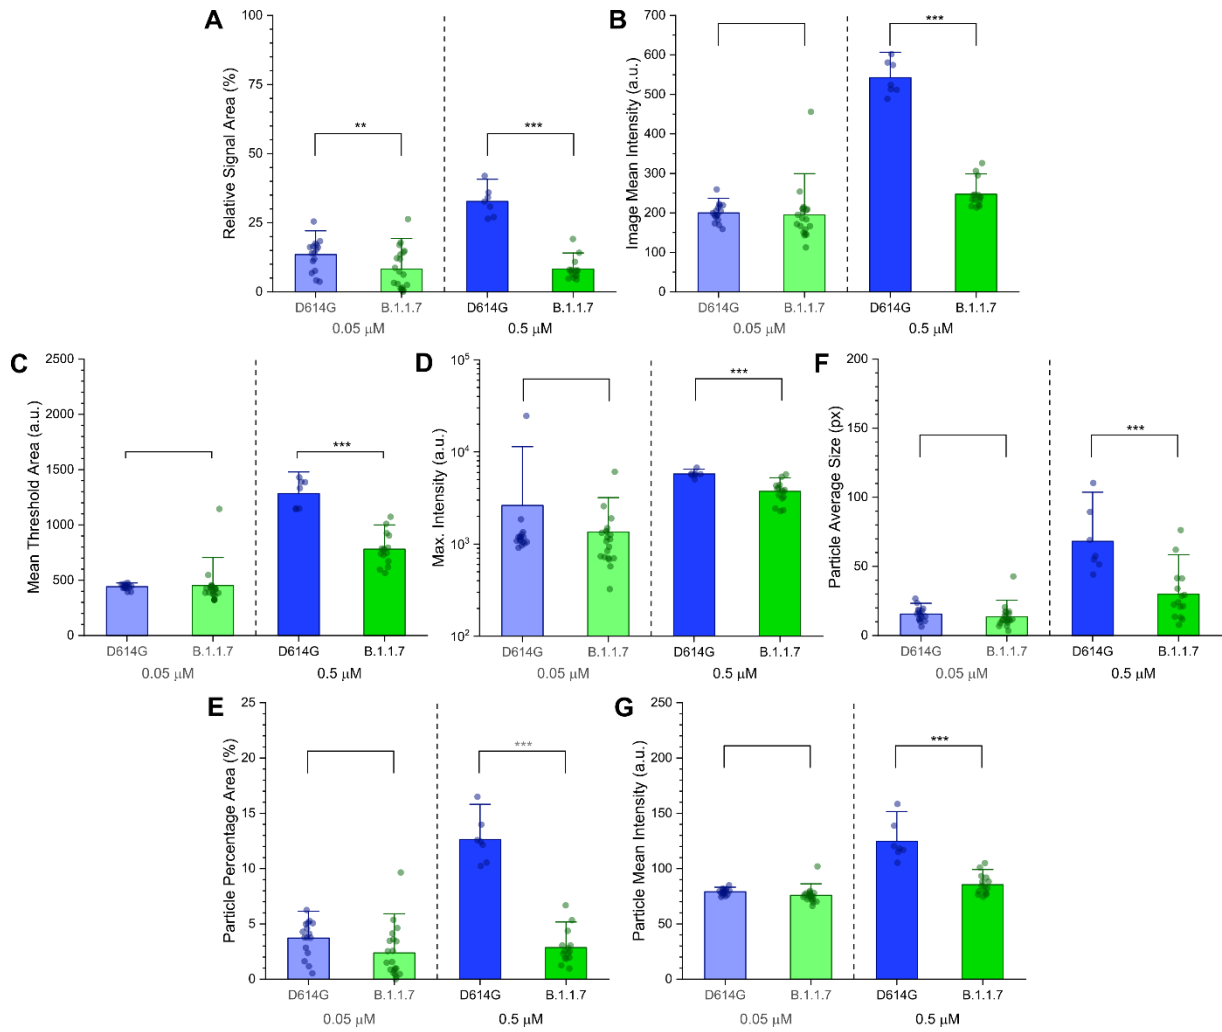 A
Relative Signal Area (%)
100
75
50
25
0
**
***
D614G
B.1.1.7
D614G
B.1.1.7
0.05 μM
0.5 μM
B
Image Mean Intensity (a.u.)
700
600
500
400
300
200
100
0
***
D614G
B.1.1.7
D614G
B.1.1.7
0.05 μM
0.5 μM
C
Mean Threshold Area (a.u.)
2500
2000
1500
1000
500
0
***
D614G
B.1.1.7
D614G
B.1.1.7
0.05 μM
0.5 μM
D
Max. Intensity (a.u.)
10⁵
10⁴
10³
10²
***
D614G
B.1.1.7
D614G
B.1.1.7
0.05 μM
0.5 μM
F
Particle Average Size (px)
200
150
100
50
0
***
D614G
B.1.1.7
D614G
B.1.1.7
0.05 μM
0.5 μM
E
Particle Percentage Area (%)
25
20
15
10
5
0
***
D614G
B.1.1.7
D614G
B.1.1.7
0.05 μM
0.5 μM
G
Particle Mean Intensity (a.u.)
250
200
150
100
50
0
***
D614G
B.1.1.7
D614G
B.1.1.7
0.05 μM
0.5 μM